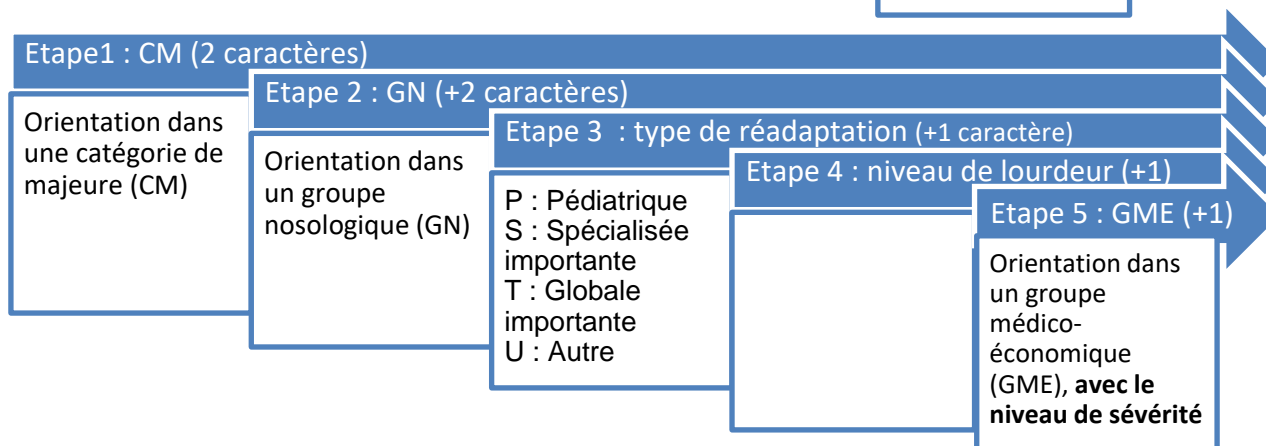 Etape1 : CM (2 caractères)
Orientation dans
une catégorie de
majeure (CM)
Etape 2 : GN (+2 caractères)
Orientation dans
un groupe
nosologique (GN)
Etape 3 : type de réadaptation (+1 caractère)
P : Pédiatrique
S : Spécialisée
importante
T : Globale
importante
U : Autre
Etape 4 : niveau de lourdeur (+1)
Etape 5 : GME (+1)
Orientation dans
un groupe
médico-
économique
(GME), avec le
niveau de sévérité